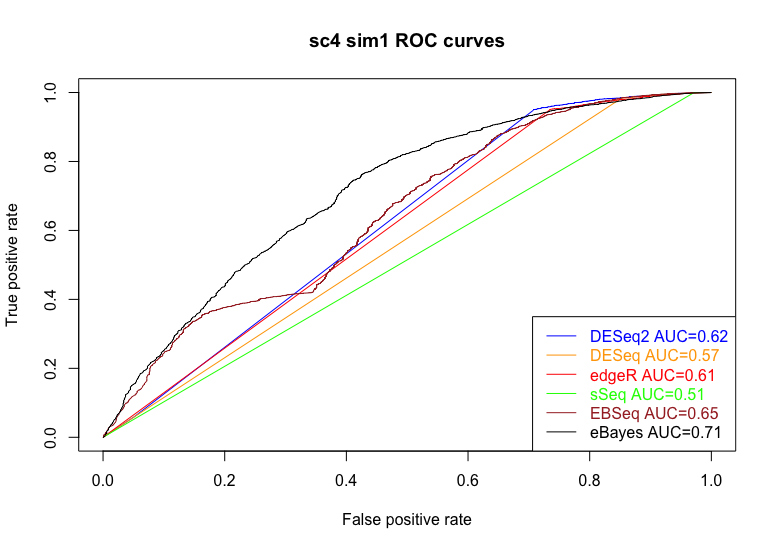 sc4 sim1 ROC curves
True positive rate
1.0
0.8
0.6
0.4
0.2
0.0
DESeq2 AUC=0.62
DESeq AUC=0.57
edgeR AUC=0.61
sSeq AUC=0.51
EBSeq AUC=0.65
eBayes AUC=0.71
0.0 0.2 0.4 0.6 0.8 1.0
False positive rate